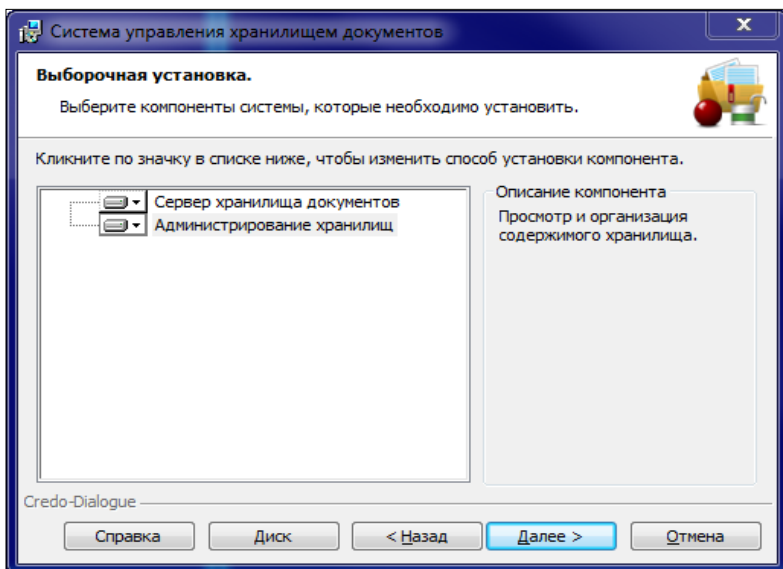 Система управления хранилищем документов
X
Выборочная установка.
Выберите компоненты системы, которые необходимо установить.
Кликните по значку в списке ниже, чтобы изменить способ установки компонента.
Сервер хранилища документов
Администрирование хранилищ
Описание компонента
Просмотр и организация
содержимого хранилища.
Credo-Dialogue
Справка
Диск
< Назад
Далее >
Отмена